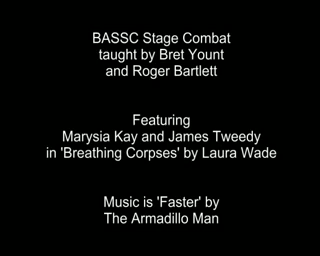 BASSC Stage Combat
taught by Bret Yount
and Roger Bartlett
Featuring
Marysia Kay and James Tweedy
in 'Breathing Corpses' by Laura Wade
Music is 'Faster' by
The Armadillo Man